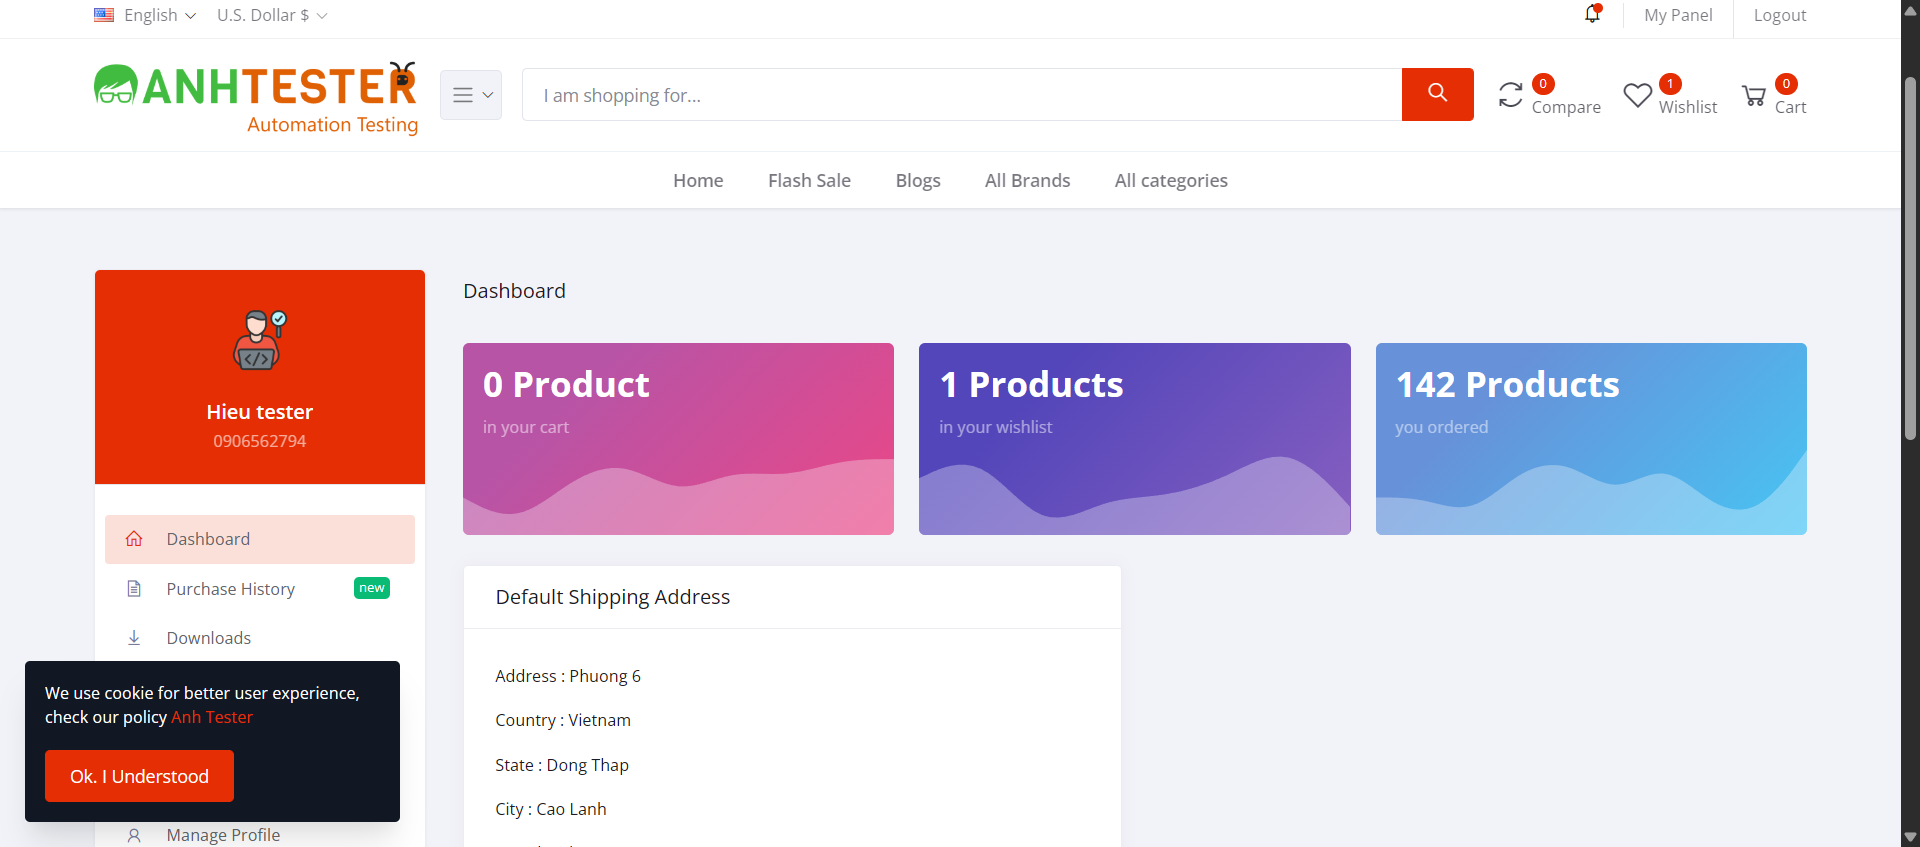 English
U.S. Dollar $
My Panel
Logout
ANHTESTER
Automation Testing
I am shopping for...
0
Compare
1
Wishlist
0
Cart
Home
Flash Sale
Blogs
All Brands
All categories
</>
Hieu tester
0906562794
Dashboard
Purchase History
new
Downloads
Manage Profile
We use cookie for better user experience,
check our policy Anh Tester
Ok. I Understood
Dashboard
0 Product
in your cart
1 Products
in your wishlist
142 Products
you ordered
Default Shipping Address
Address : Phuong 6
Country : Vietnam
State : Dong Thap
City : Cao Lanh